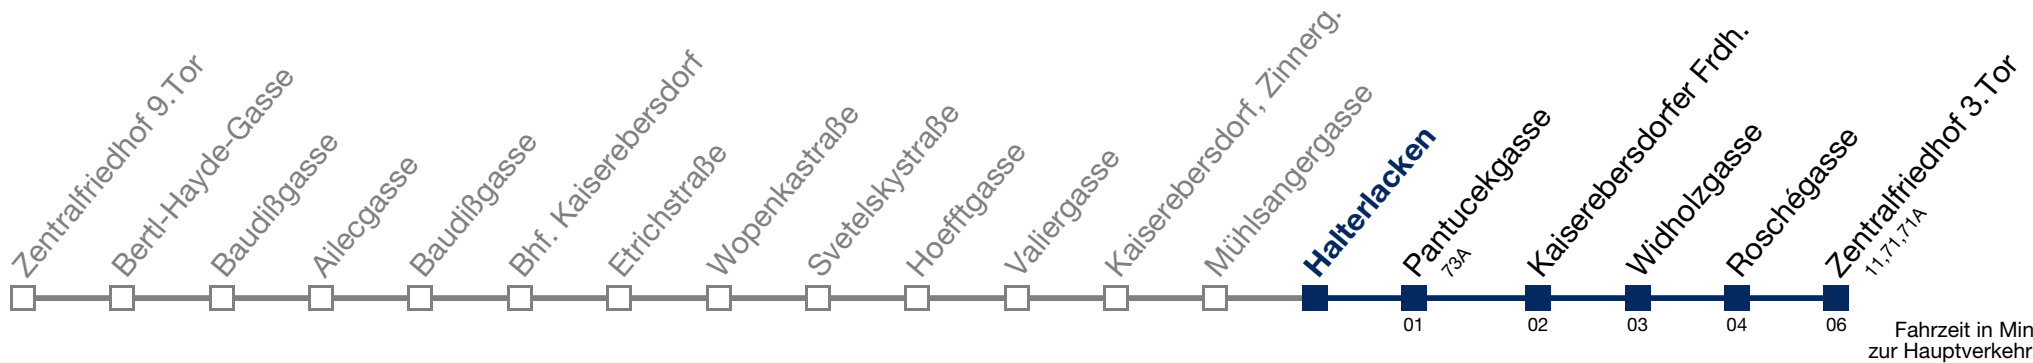 Zentralfriedhof 9.Tor
Bertl-Hayde-Gasse
Baudißgasse
Ailecgasse
Baudißgasse
Bhf. Kaiserebersdorf
Etrichstraße
Wopenkastraße
Svetelskystraße
Hoefftgasse
Valiergasse
Kaiserebersdorf, Zinnerg.
Mühlsangergasse
Halterlacken
Pantucekgasse
73A
Kaiserebersdorfer Frdh.
Widholzgasse
Roschégasse
Zentralfriedhof 3.Tor
11,71,71A
01
02
03
04
06
Fahrzeit in Min
zur Hauptverkehr